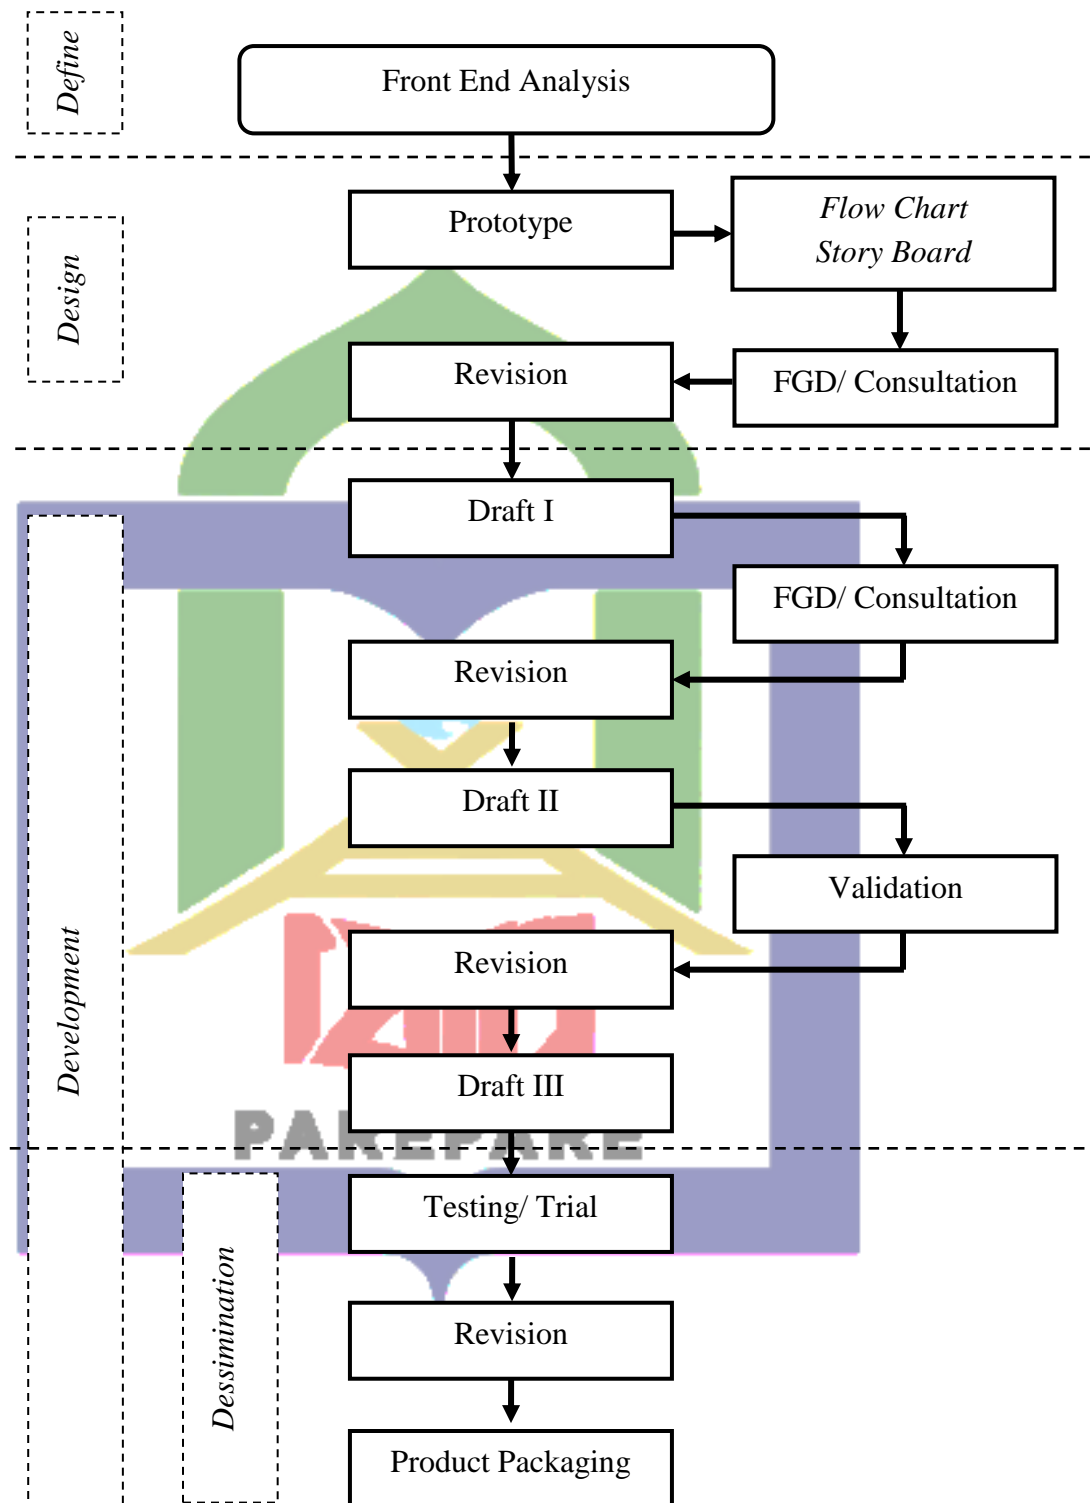 Define
Front End Analysis
Prototype
Flow Chart
Story Board
Design
Revision
FGD/ Consultation
Draft I
FGD/ Consultation
Revision
Draft II
Validation
Development
Revision
Draft III
PAREPARE
Testing/ Trial
Dessimination
Revision
Product Packaging